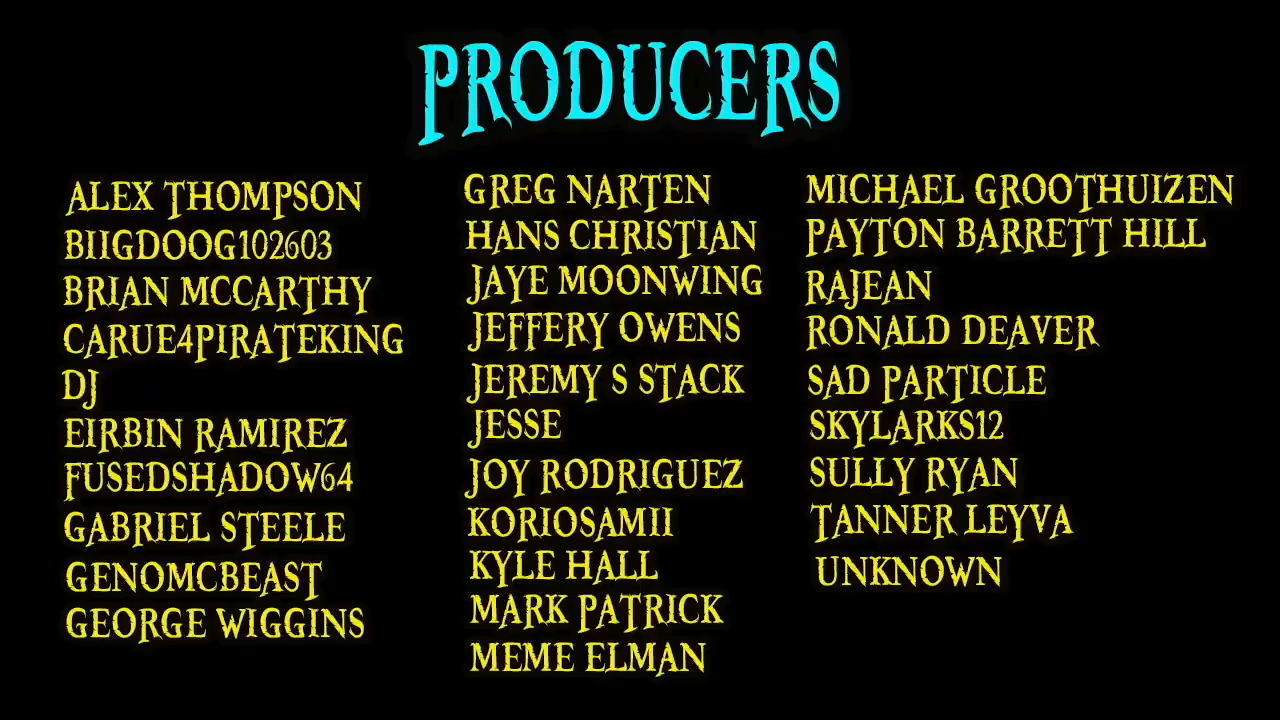 PRODUCERS
ALEX THOMPSON
BIIGDOOG102603
BRIAN MCCARTHY
CARUE4PIRATEKING
DJ
EIRBIN RAMIREZ
FUSEDSHADOW64
GABRIEL STEELE
GENOMCBEAST
GEORGE WIGGINS
GREG NARTEN
HANS CHRISTIAN
JAYE MOONWING
JEFFERY OWENS
JEREMY S STACK
JESSE
JOY RODRIGUEZ
KORIOSAMII
KYLE HALL
MARK PATRICK
MEME ELMAN
MICHAEL GROOTHUIZEN
PAYTON BARRETT HILL
RAJEAN
RONALD DEAVER
SAD PARTICLE
SKYLARKS12
SULLY RYAN
TANNER LEYVA
UNKNOWN